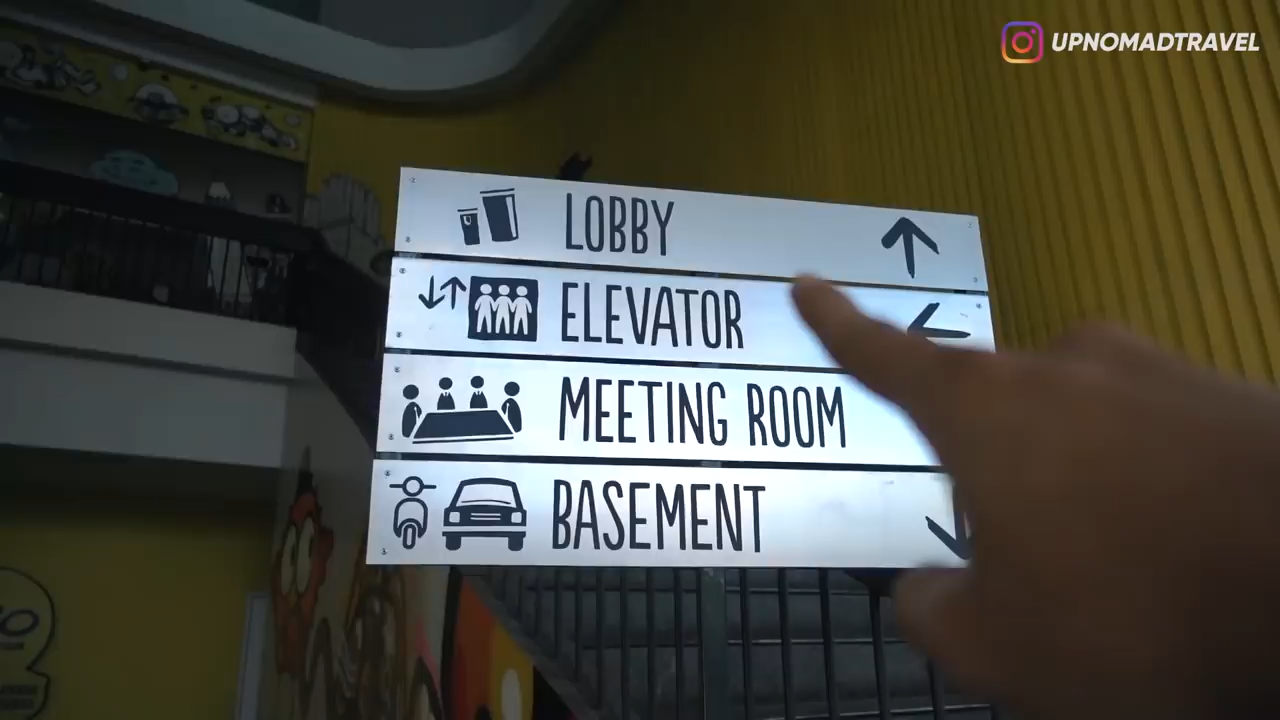 UPNOMADTRAVEL
LOBBY
ELEVATOR
MEETING ROOM
BASEMENT